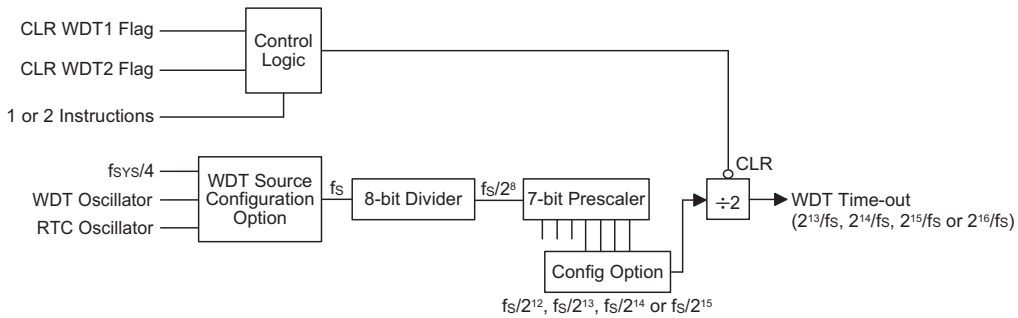 CLR WDT1 Flag
CLR WDT2 Flag
1 or 2 Instructions
Control
Logic
fSYS/4
WDT Oscillator
RTC Oscillator
WDT Source
Configuration
Option
fS
8-bit Divider
fS/2⁸
7-bit Prescaler
Config Option
fS/2¹², fS/2¹³, fS/2¹⁴ or fS/2¹⁵
CLR
÷2
WDT Time-out
(2¹³/fS, 2¹⁴/fS, 2¹⁵/fS or 2¹⁶/fS)